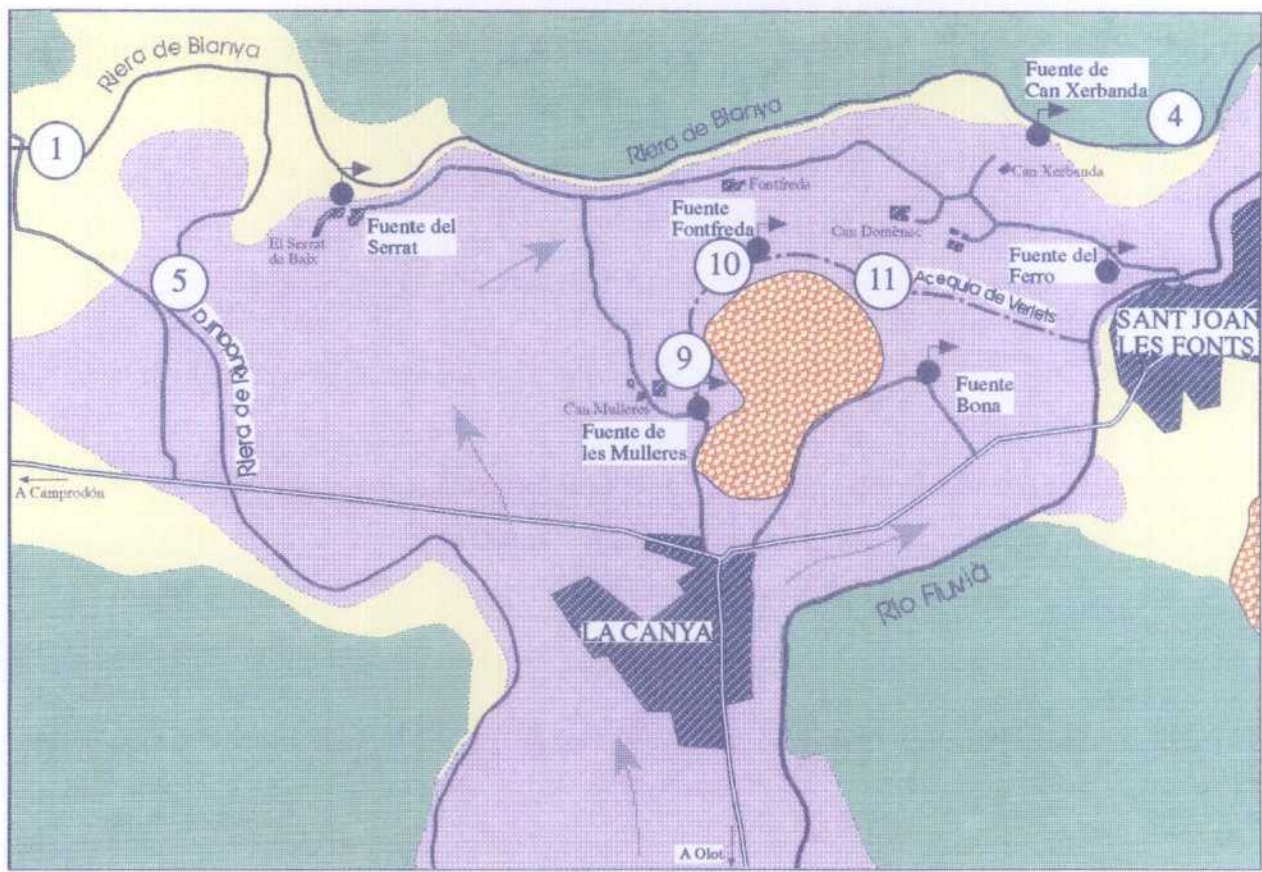 Riera de Bianya
Fuente de
Can Xerbanda
4
1
Riera de Bianya
Can Xerbanda
Fontfreda
Fuente del
Serrat
El Serrat
de Baix
Fuente
Fontfreda
Can Domènec
10
11
Acequia de Verlets
Fuente del
Ferro
5
Riera de Riudaura
SANT JOAN
LES FONTS
9
Can Mulleres
Fuente de
les Mulleres
Fuente
Bona
A Camprodón
Río Fluvià
LA CANYA
A Olot